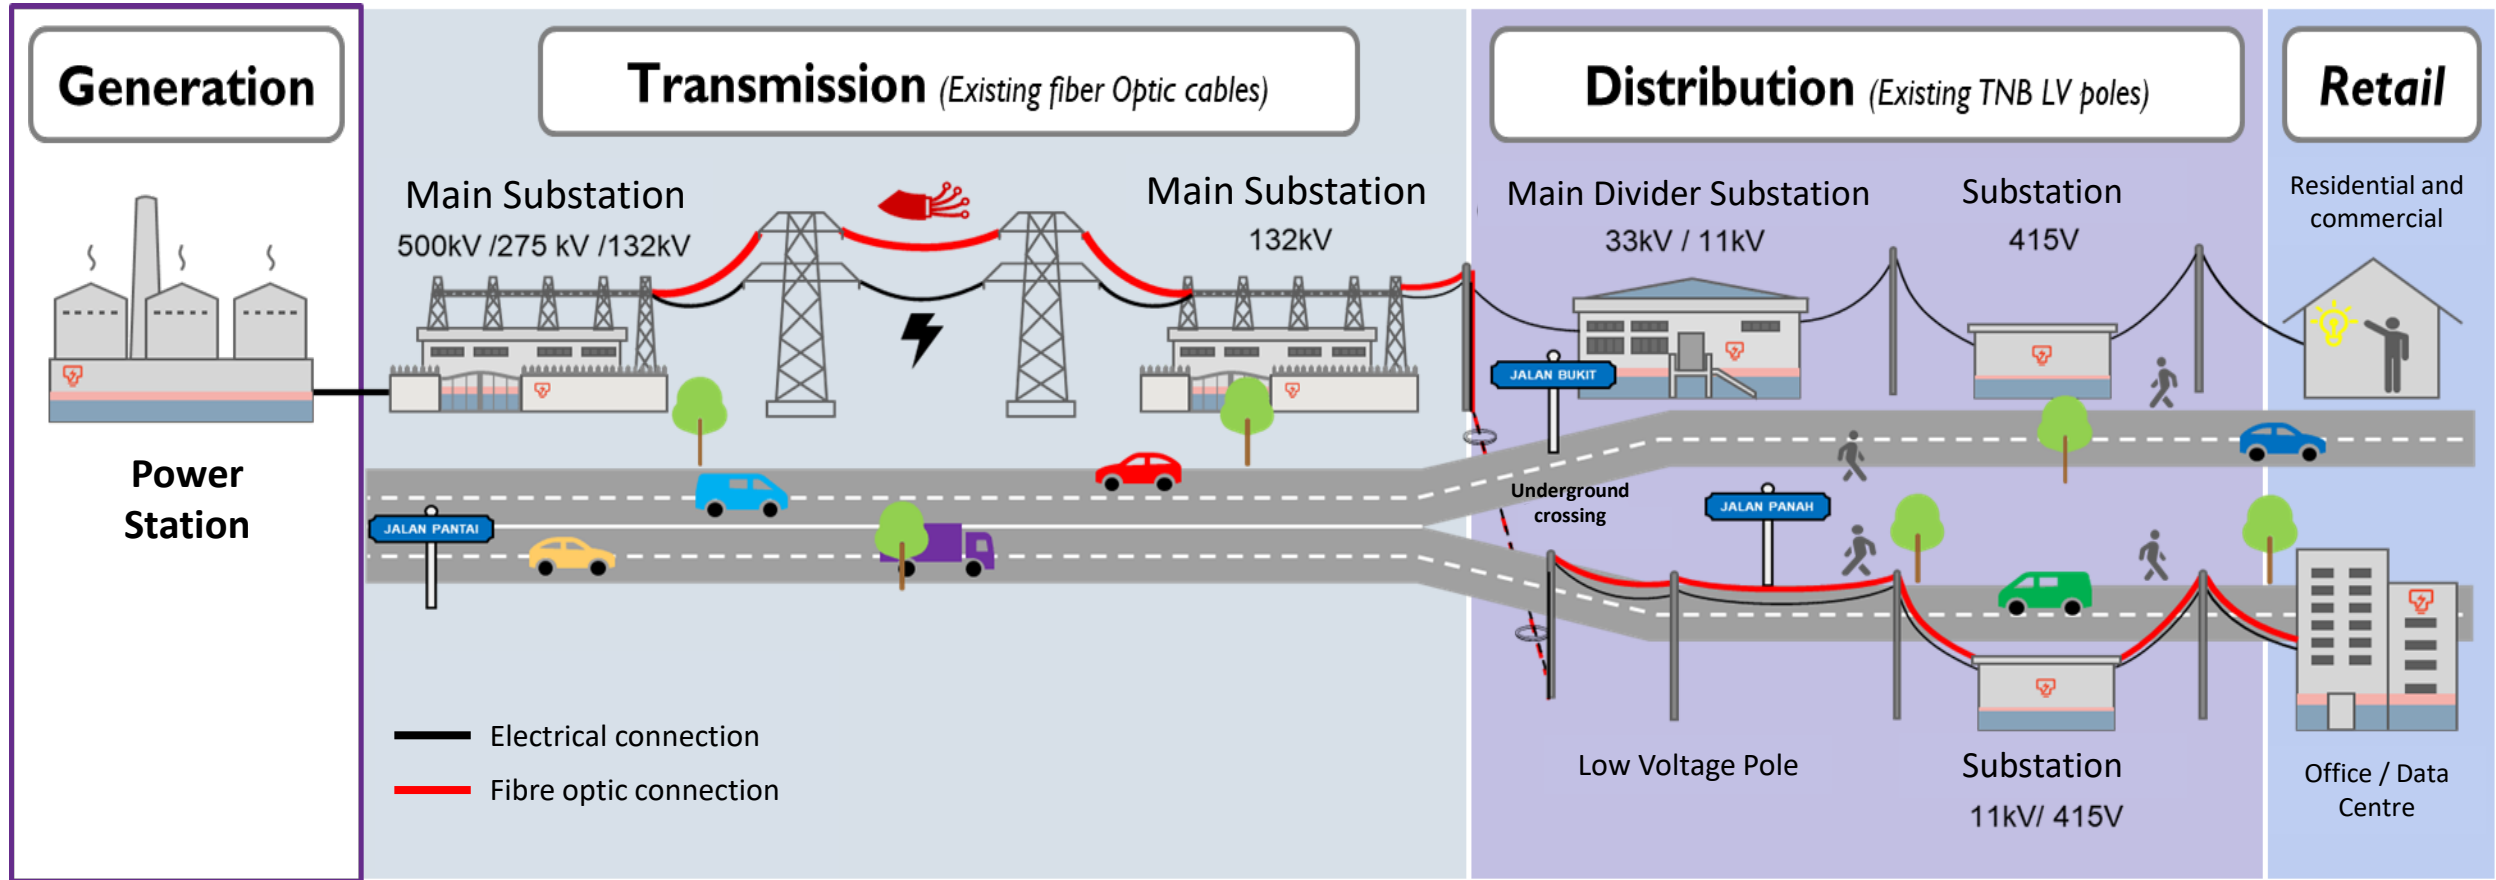 Generation
Transmission (Existing fiber Optic cables)
Distribution (Existing TNB LV poles)
Retail
Main Substation
500kV /275 kV /132kV
Main Substation
132kV
Main Divider Substation
33kV / 11kV
Substation
415V
Residential and
commercial
JALAN BUKIT
Power
Station
JALAN PANTAI
Underground
crossing
JALAN PANAH
Electrical connection
Fibre optic connection
Low Voltage Pole
Substation
11kV/ 415V
Office / Data
Centre